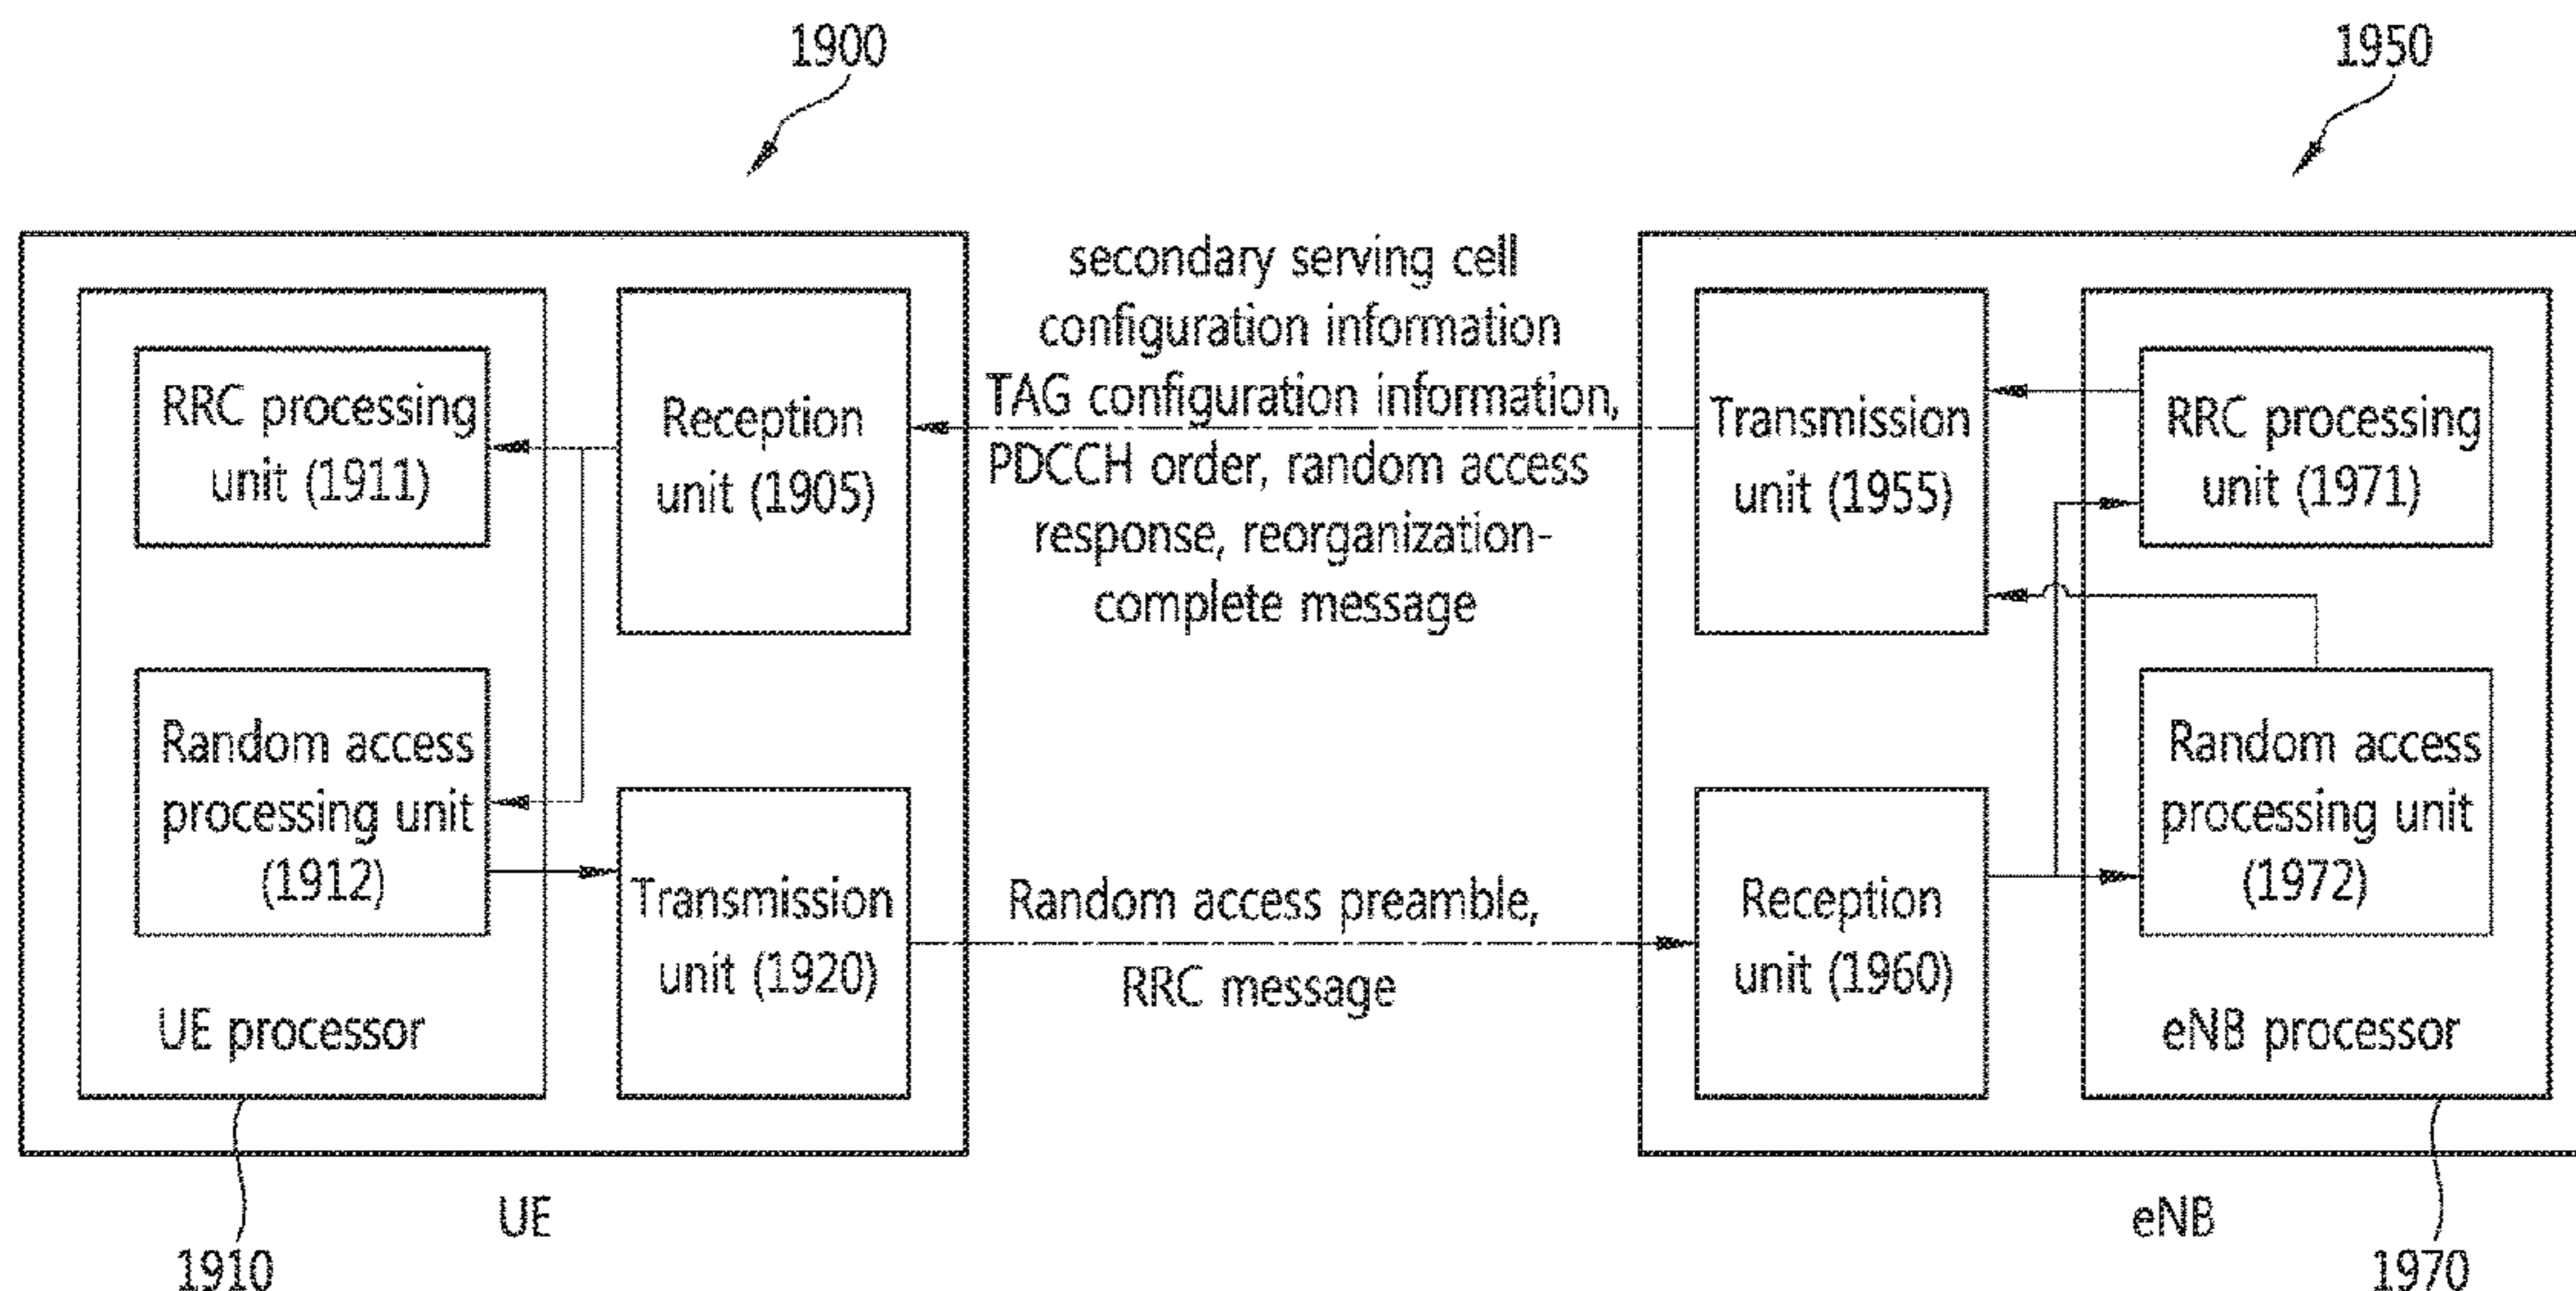 1900
1950
RRC processing
unit (1911)
Random access
processing unit
(1912)
UE processor
Reception
unit (1905)
Transmission
unit (1920)
secondary serving cell
configuration information
TAG configuration information,
PDCCH order, random access
response, reorganization-
complete message
Random access preamble,
RRC message
Transmission
unit (1955)
Reception
unit (1960)
RRC processing
unit (1971)
Random access
processing unit
(1972)
eNB processor
UE
eNB
1910
1970